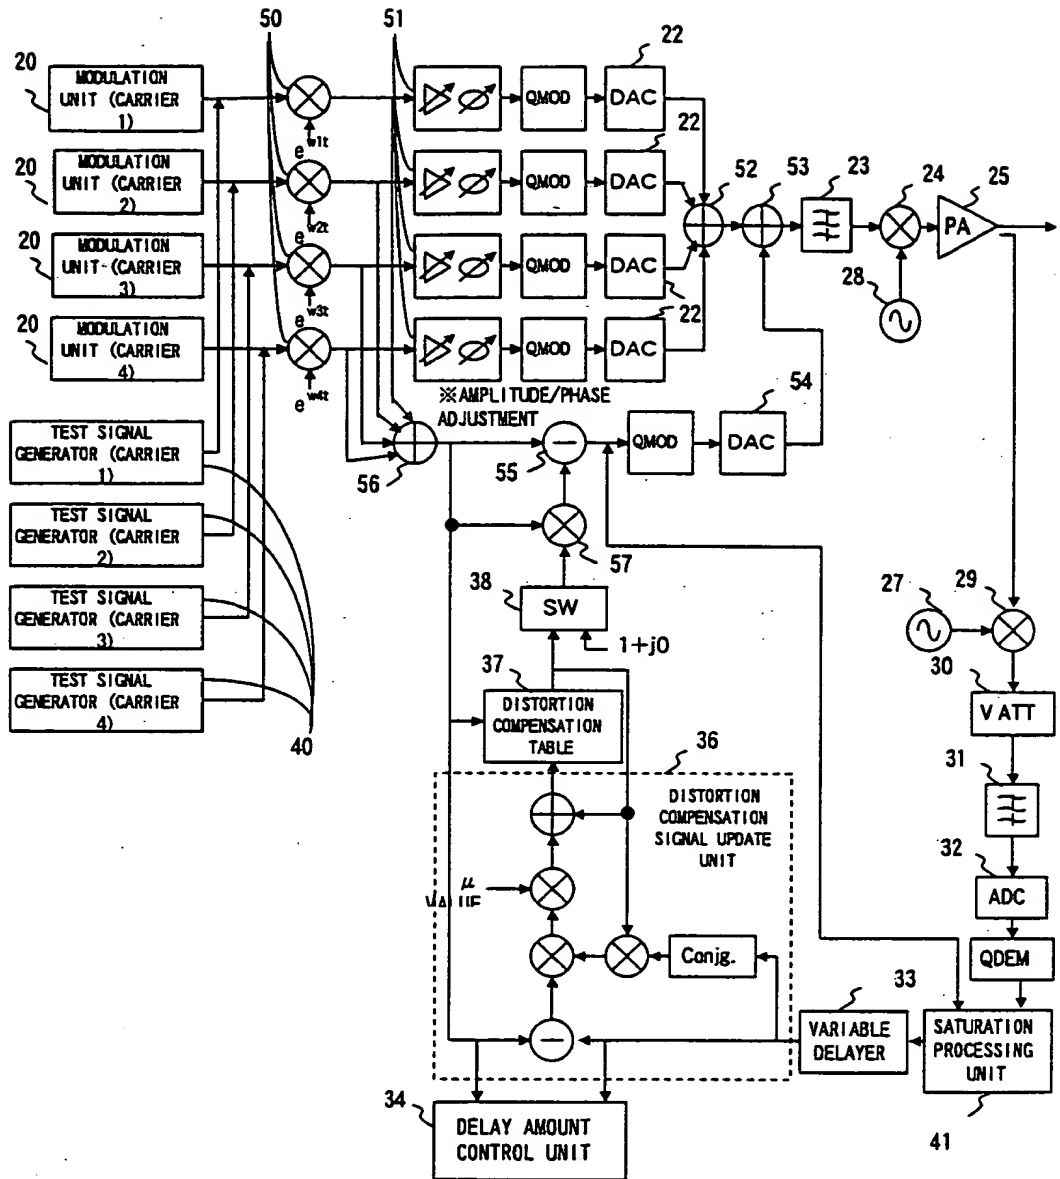 50
51
22
20
MODULATION
UNIT (CARRIER
1)
QMOD
DAC
e^w1t
22
20
MODULATION
UNIT (CARRIER
2)
QMOD
DAC
52
53
23
24
25
PA
e^w2t
20
MODULATION
UNIT (CARRIER
3)
QMOD
DAC
22
28
e^w3t
22
20
MODULATION
UNIT (CARRIER
4)
QMOD
DAC
e^w4t
※AMPLITUDE/PHASE
ADJUSTMENT
54
TEST SIGNAL
GENERATOR (CARRIER
1)
56
55
QMOD
DAC
TEST SIGNAL
GENERATOR (CARRIER
2)
57
TEST SIGNAL
GENERATOR (CARRIER
3)
38
SW
1+j0
27
29
TEST SIGNAL
GENERATOR (CARRIER
4)
40
37
DISTORTION
COMPENSATION
TABLE
30
V ATT
36
DISTORTION
COMPENSATION
SIGNAL UPDATE
UNIT
31
μ
VALUE
32
ADC
Conjg.
QDEM
33
VARIABLE
DELAYER
SATURATION
PROCESSING
UNIT
41
34
DELAY AMOUNT
CONTROL UNIT